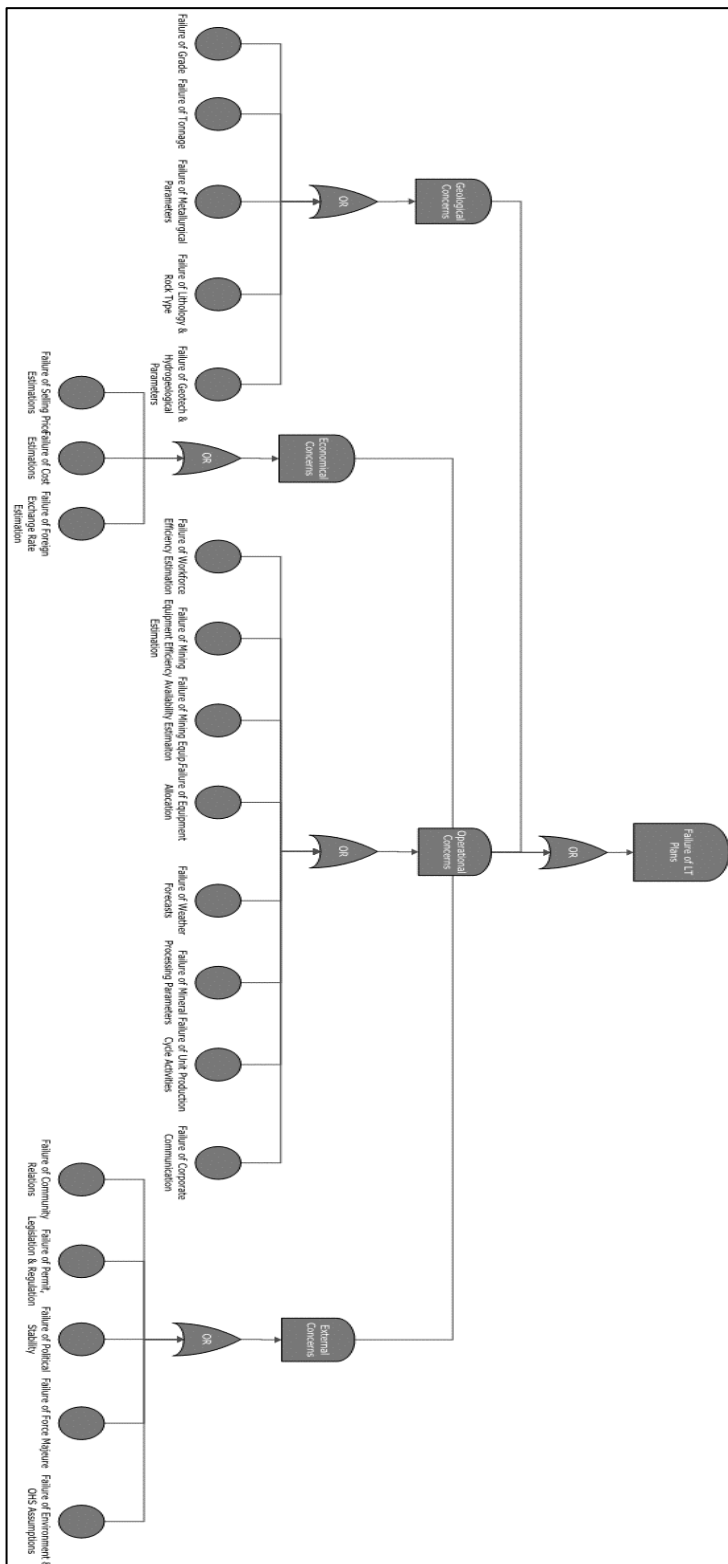 Failure of LT
Plans
OR
Geological
Concerns
Operational
Concerns
OR
OR
Economical
Concerns
External
Concerns
OR
OR
Failure of Grade
Failure of Tonnage
Failure of Metallurgical
Parameters
Failure of Lithology &
Rock Type
Failure of Geotech &
Hydrogeological
Parameters
Failure of Workforce
Efficiency Estimation
Failure of Mining
Equipment Efficiency
Estimation
Failure of Mining Equip.
Availability Estimaiton
Failure of Equipment
Allocation
Failure of Weather
Forecasts
Failure of Mineral
Processing Parameters
Failure of Unit Production
Cycle Activities
Failure of Corporate
Communication
Failure of Selling Price
Estimations
Failure of Cost
Estimations
Failure of Foreign
Exchange Rate
Estimation
Failure of Community
Relations
Failure of Permit,
Legislation & Regulation
Failure of Political
Stability
Failure of Force Majeure
Failure of Environment &
OHS Assumptions